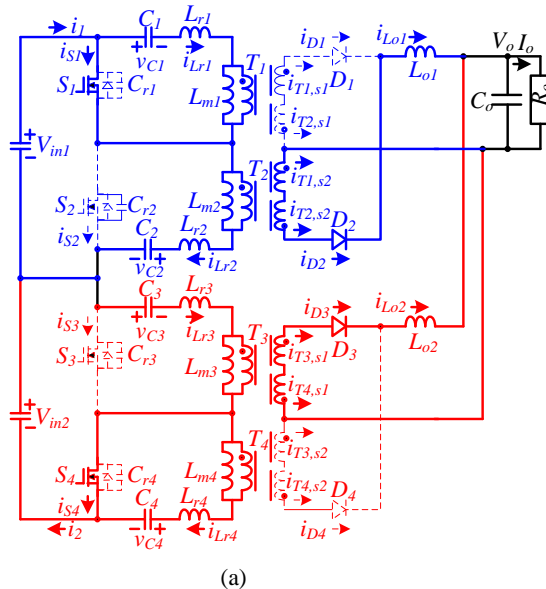 i1 C1 Lr1 iD1 iLo1 Vo Io
iS1 vC1 iLr1 T1 D1 Lo1
S1 Cr1 Lm1 iT1,s1 Co
iT2,s1
Vin1 T2 iT1,s2
S2 Cr2 Lm2 iT2,s2
iS2 C2 Lr2 D2
vC2 iLr2 iD2
C3 Lr3 iD3 iLo2
iS3 vC3 iLr3 T3 D3 Lo2
S3 Cr3 Lm3 iT3,s1
iT4,s1
Vin2 T4 iT3,s2
S4 Cr4 Lm4 iT4,s2 D4
iS4 C4 Lr4
i2 vC4 iLr4 iD4
(a)